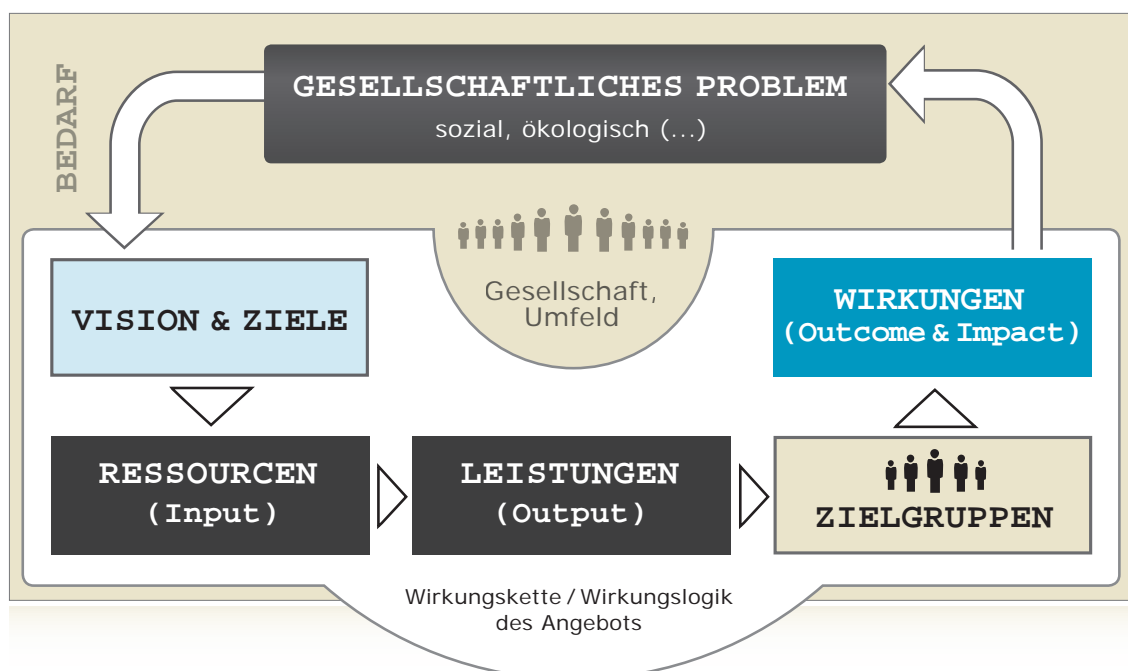 BEDARF
GESELLSCHAFTLICHES PROBLEM
sozial, ökologisch (...)
Gesellschaft,
Umfeld
VISION & ZIELE
WIRKUNGEN
(Outcome & Impact)
RESSOURCEN
(Input)
LEISTUNGEN
(Output)
ZIELGRUPPEN
Wirkungskette / Wirkungslogik
des Angebots